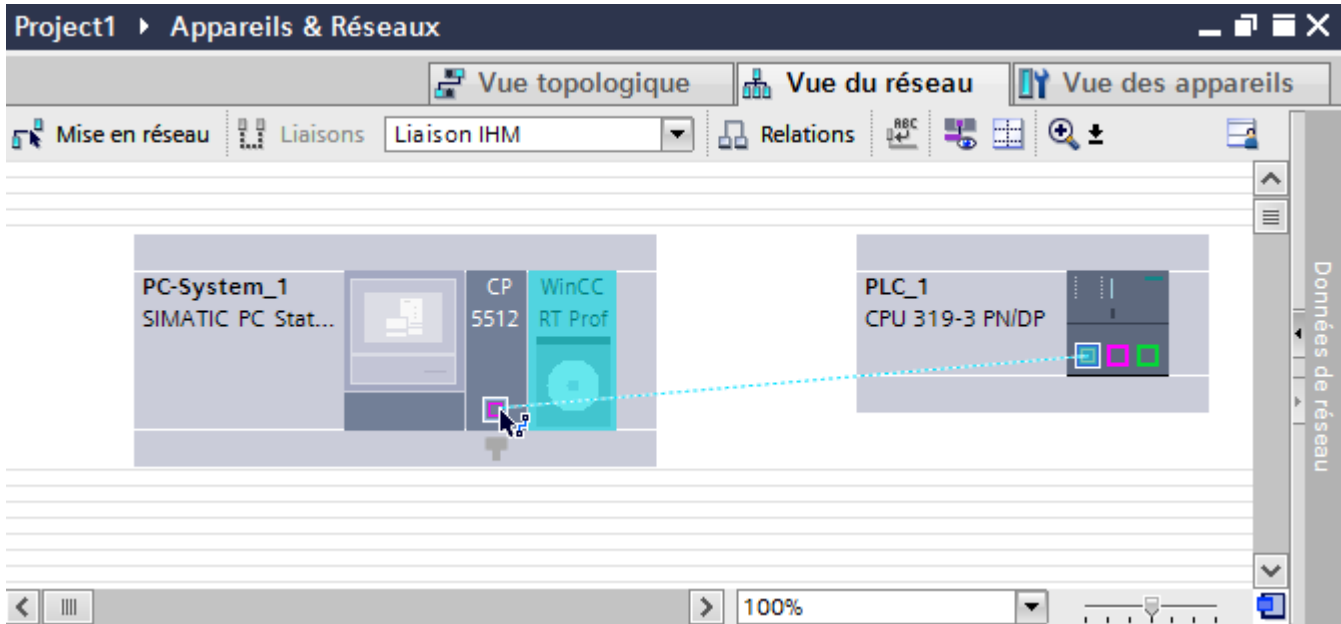 Project1 ▸ Appareils & Réseaux
Vue topologique Vue du réseau Vue des appareils
Mise en réseau Liaisons Liaison IHM Relations ABC
PC-System_1
SIMATIC PC Stat...
CP
5512
WinCC
RT Prof
PLC_1
CPU 319-3 PN/DP
Données de réseau
100%